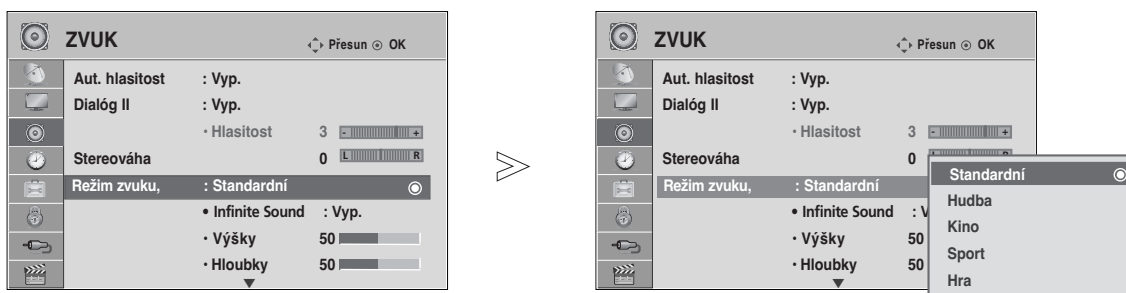 ZVUK
Přesun OK
Aut. hlasitost : Vyp.
Dialóg II : Vyp.
• Hlasitost 3 - +
Stereováha 0 L R
Režim zvuku, : Standardní
• Infinite Sound : Vyp.
• Výšky 50
• Hloubky 50
ZVUK
Přesun OK
Aut. hlasitost : Vyp.
Dialóg II : Vyp.
• Hlasitost 3 - +
Stereováha 0
Režim zvuku, : Standardní
• Infinite Sound : V
• Výšky 50
• Hloubky 50
Standardní
Hudba
Kino
Sport
Hra